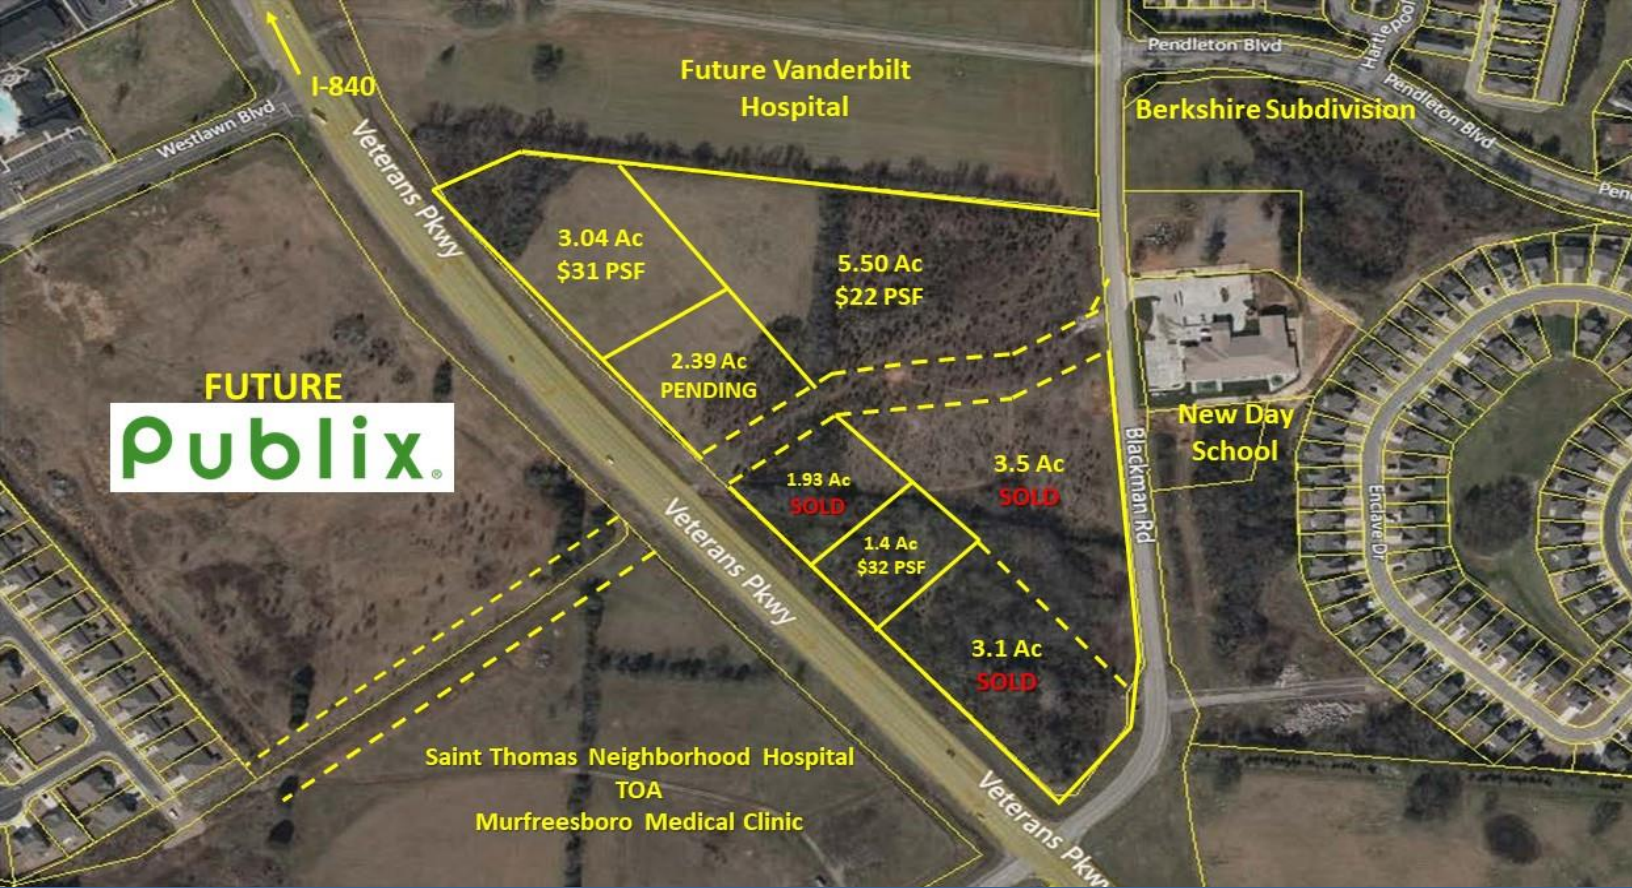 I-840
Westlawn Blvd
Veterans Pkwy
Future Vanderbilt
Hospital
Pendleton Blvd
Hartlepool
Berkshire Subdivision
Pendleton Blvd
Pen
3.04 Ac
$31 PSF
5.50 Ac
$22 PSF
2.39 Ac
PENDING
FUTURE
Publix®
New Day
School
Blackman Rd
Enclave Dr
1.93 Ac
SOLD
3.5 Ac
SOLD
1.4 Ac
$32 PSF
Veterans Pkwy
3.1 Ac
SOLD
Saint Thomas Neighborhood Hospital
TOA
Murfreesboro Medical Clinic
Veterans Pkwy